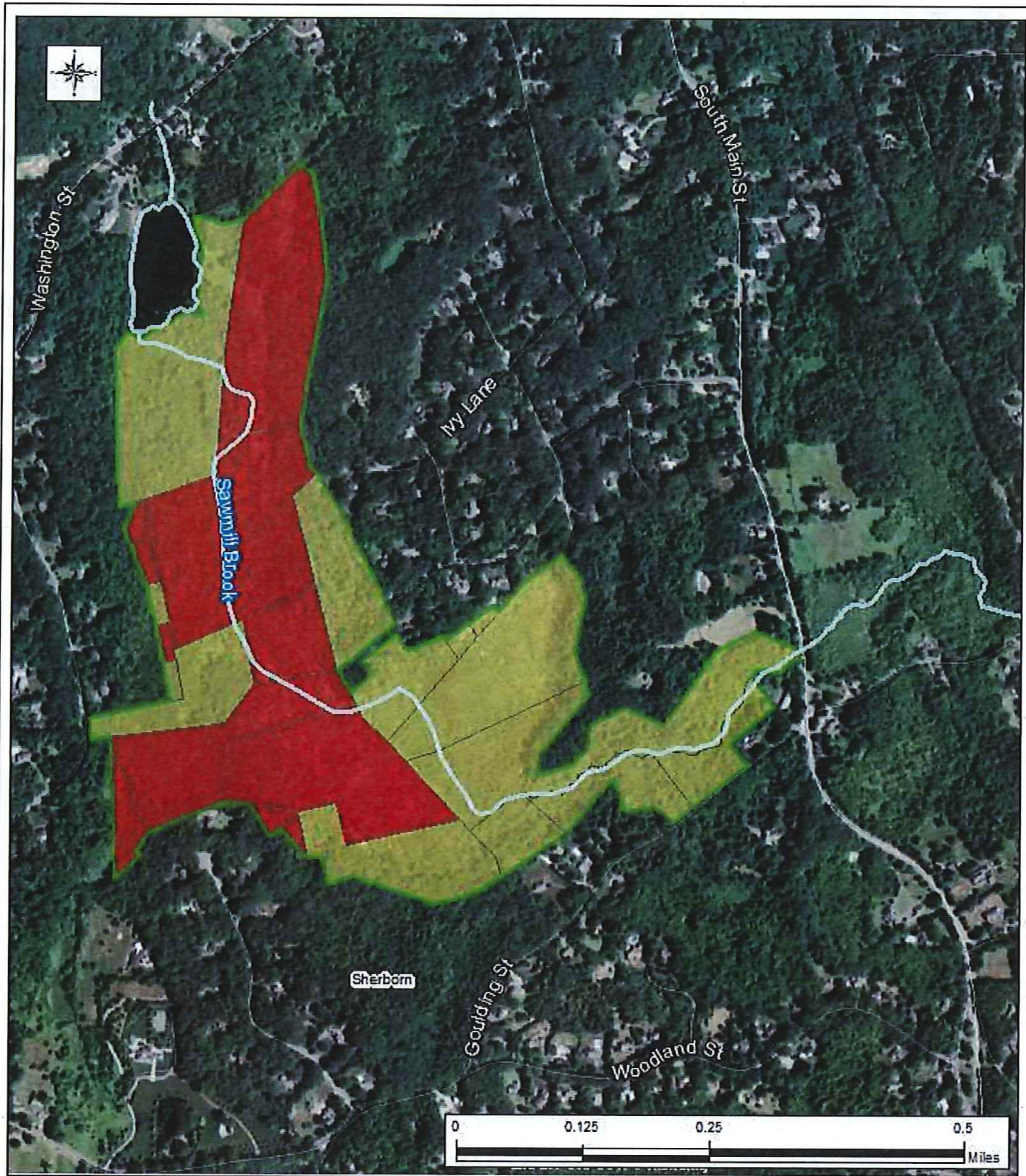 Washington St
South Main St
Ivy Lane
Sawmill Brook
Sherborn
Goulding St
Woodland St
0 0.125 0.25 0.5
Miles